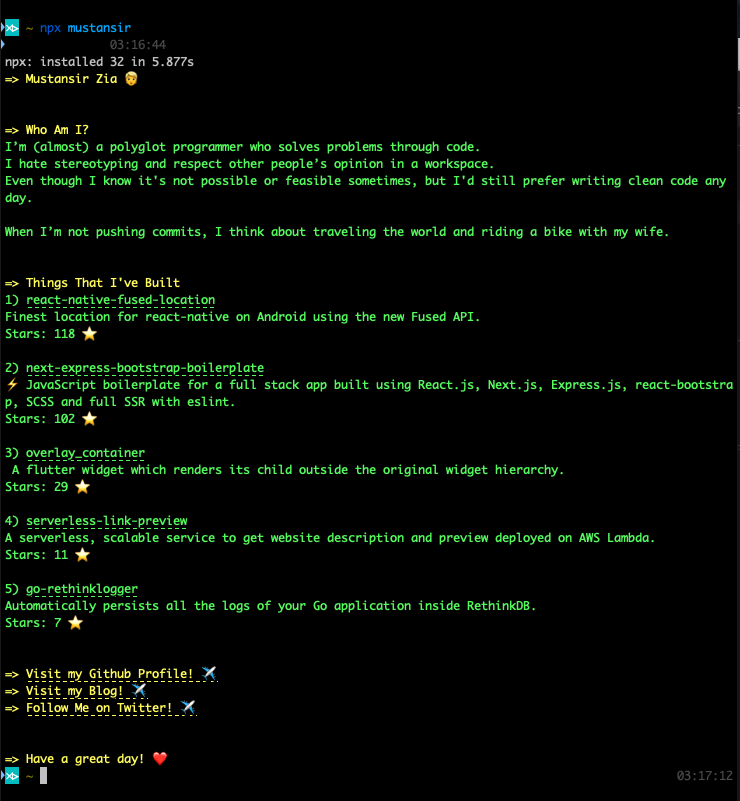 ~ npx mustansir
03:16:44
npx: installed 32 in 5.877s
=> Mustansir Zia 👨
=> Who Am I?
I’m (almost) a polyglot programmer who solves problems through code.
I hate stereotyping and respect other people’s opinion in a workspace.
Even though I know it's not possible or feasible sometimes, but I'd still prefer writing clean code any
day.
When I’m not pushing commits, I think about traveling the world and riding a bike with my wife.
=> Things That I've Built
1) react-native-fused-location
Finest location for react-native on Android using the new Fused API.
Stars: 118 ⭐
2) next-express-bootstrap-boilerplate
⚡ JavaScript boilerplate for a full stack app built using React.js, Next.js, Express.js, react-bootstra
p, SCSS and full SSR with eslint.
Stars: 102 ⭐
3) overlay_container
A flutter widget which renders its child outside the original widget hierarchy.
Stars: 29 ⭐
4) serverless-link-preview
A serverless, scalable service to get website description and preview deployed on AWS Lambda.
Stars: 11 ⭐
5) go-rethinklogger
Automatically persists all the logs of your Go application inside RethinkDB.
Stars: 7 ⭐
=> Visit my Github Profile! ✈️
=> Visit my Blog! ✈️
=> Follow Me on Twitter! ✈️
=> Have a great day! ❤️
~ 03:17:12